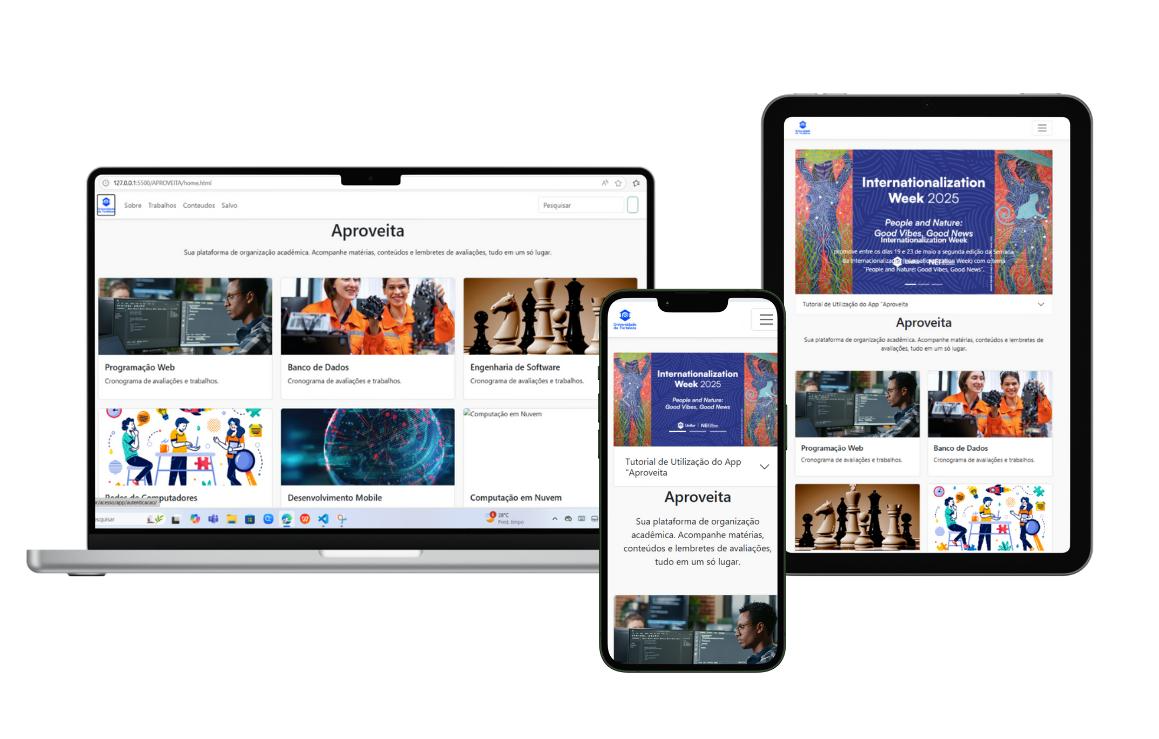 127.0.0.1:5500/APROVEITA/home.html
Sobre Trabalhos Conteudos Salvo
Pesquisar
Aproveita
Sua plataforma de organização acadêmica. Acompanhe matérias, conteúdos e lembretes de avaliações, tudo em um só lugar.
Programação Web
Cronograma de avaliações e trabalhos.
Banco de Dados
Cronograma de avaliações e trabalhos.
Engenharia de Software
Cronograma de avaliações e trabalhos.
Computação em Nuvem
Redes de Computadores
Desenvolvimento Mobile
Computação em Nuvem
28°C
Pred. limpo
Universidade
de Fortaleza
Internationalization
Week 2025
People and Nature:
Good Vibes, Good News
Unifor
Tutorial de Utilização do App
"Aproveita
Aproveita
Sua plataforma de organização
acadêmica. Acompanhe matérias,
conteúdos e lembretes de avaliações,
tudo em um só lugar.
Internationalization
Week 2025
People and Nature:
Good Vibes, Good News
Internationalization Week
promove entre os dias 19 e 23 de maio a segunda edição da Semana
da Internacionalização (Internationalization Week) com o tema
"People and Nature: Good Vibes, Good News".
Tutorial de Utilização do App "Aproveita
Aproveita
Sua plataforma de organização acadêmica. Acompanhe matérias, conteúdos e lembretes de
avaliações, tudo em um só lugar.
Programação Web
Cronograma de avaliações e trabalhos.
Banco de Dados
Cronograma de avaliações e trabalhos.